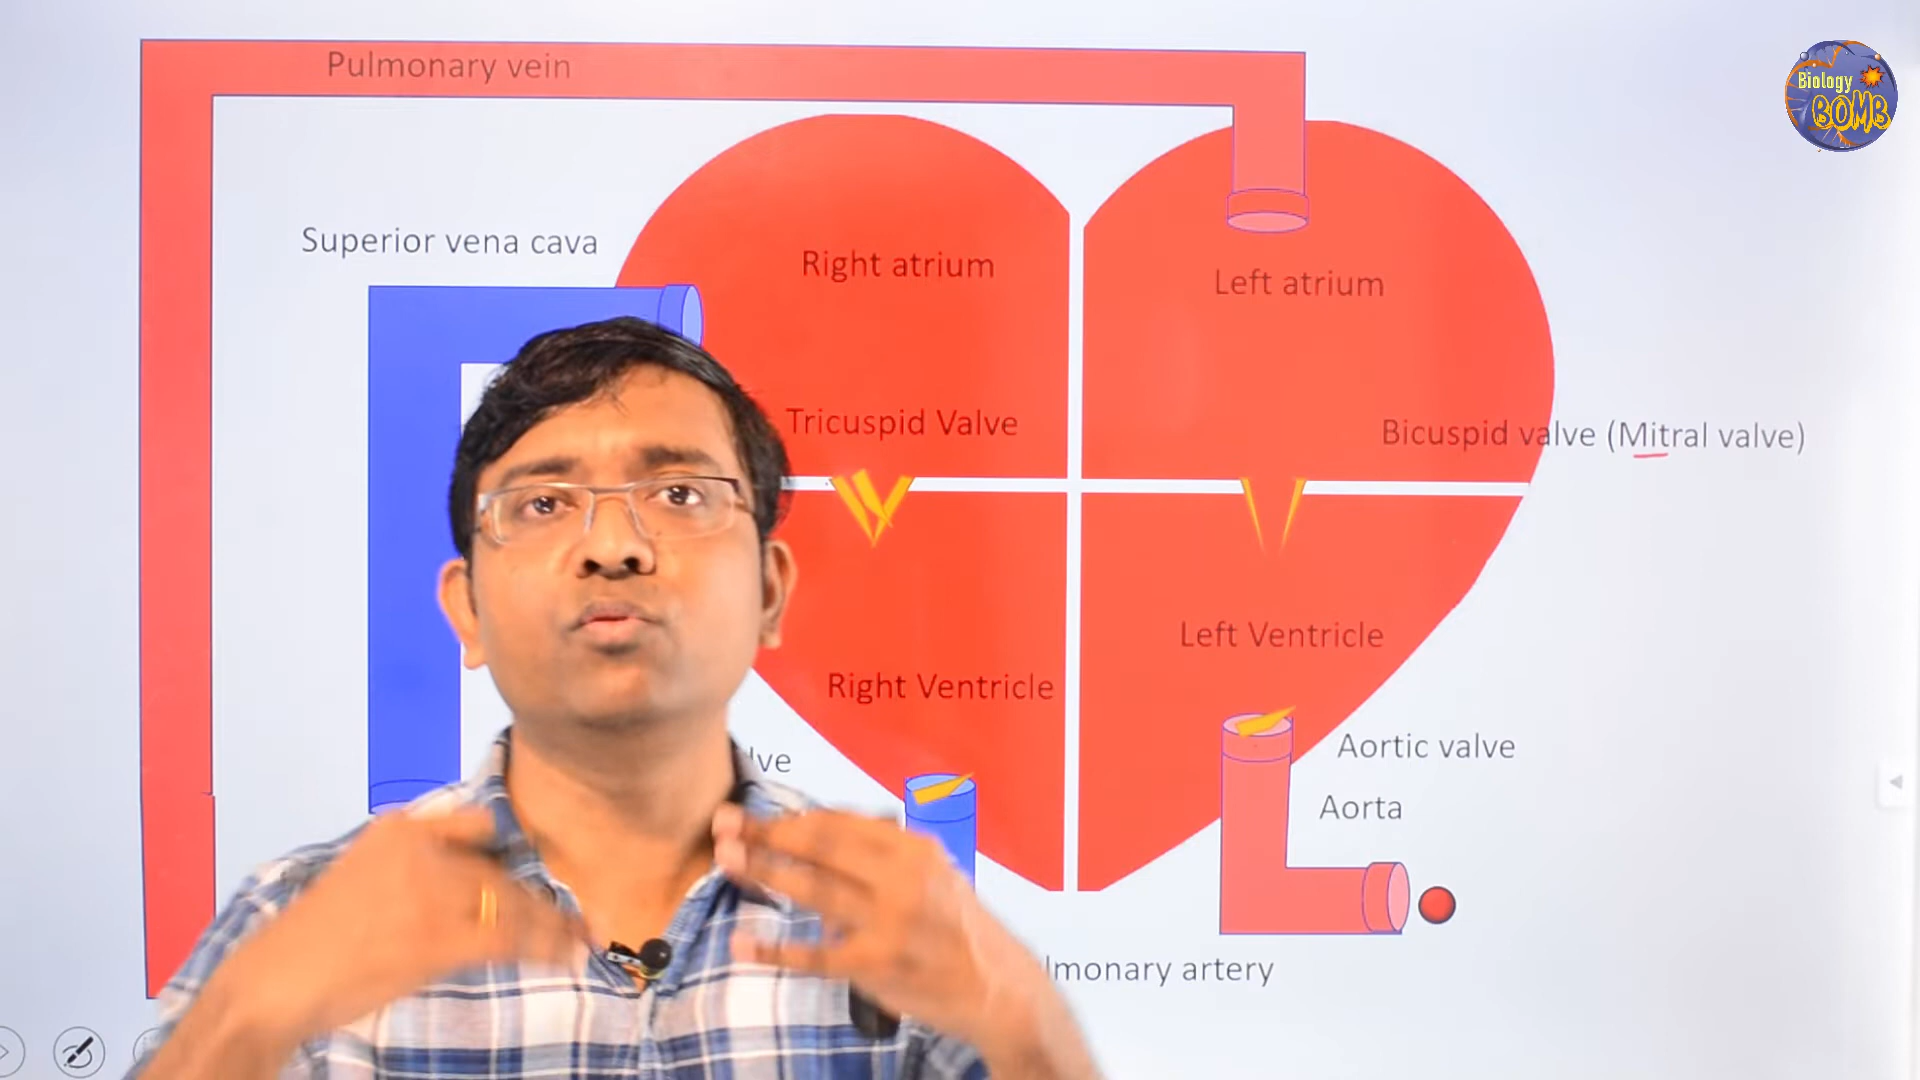 Pulmonary vein
Biology
BOMB
Superior vena cava
Right atrium
Left atrium
Tricuspid Valve
Bicuspid valve (Mitral valve)
Left Ventricle
Right Ventricle
Aortic valve
Aorta
artery